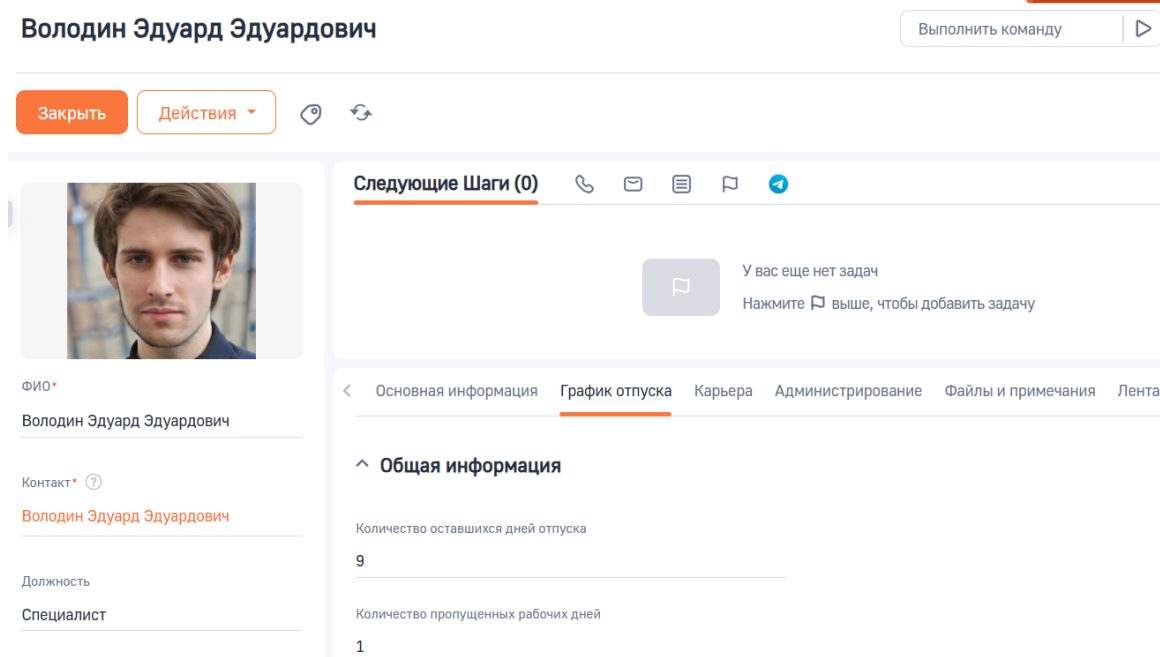 Володин Эдуард Эдуардович
Выполнить команду
Закрыть
Действия
Следующие Шаги (0)
У вас еще нет задач
Нажмите выше, чтобы добавить задачу
ФИО*
Володин Эдуард Эдуардович
Контакт* ?
Володин Эдуард Эдуардович
Должность
Специалист
Основная информация График отпуска Карьера Администрирование Файлы и примечания Лента
Общая информация
Количество оставшихся дней отпуска
9
Количество пропущенных рабочих дней
1